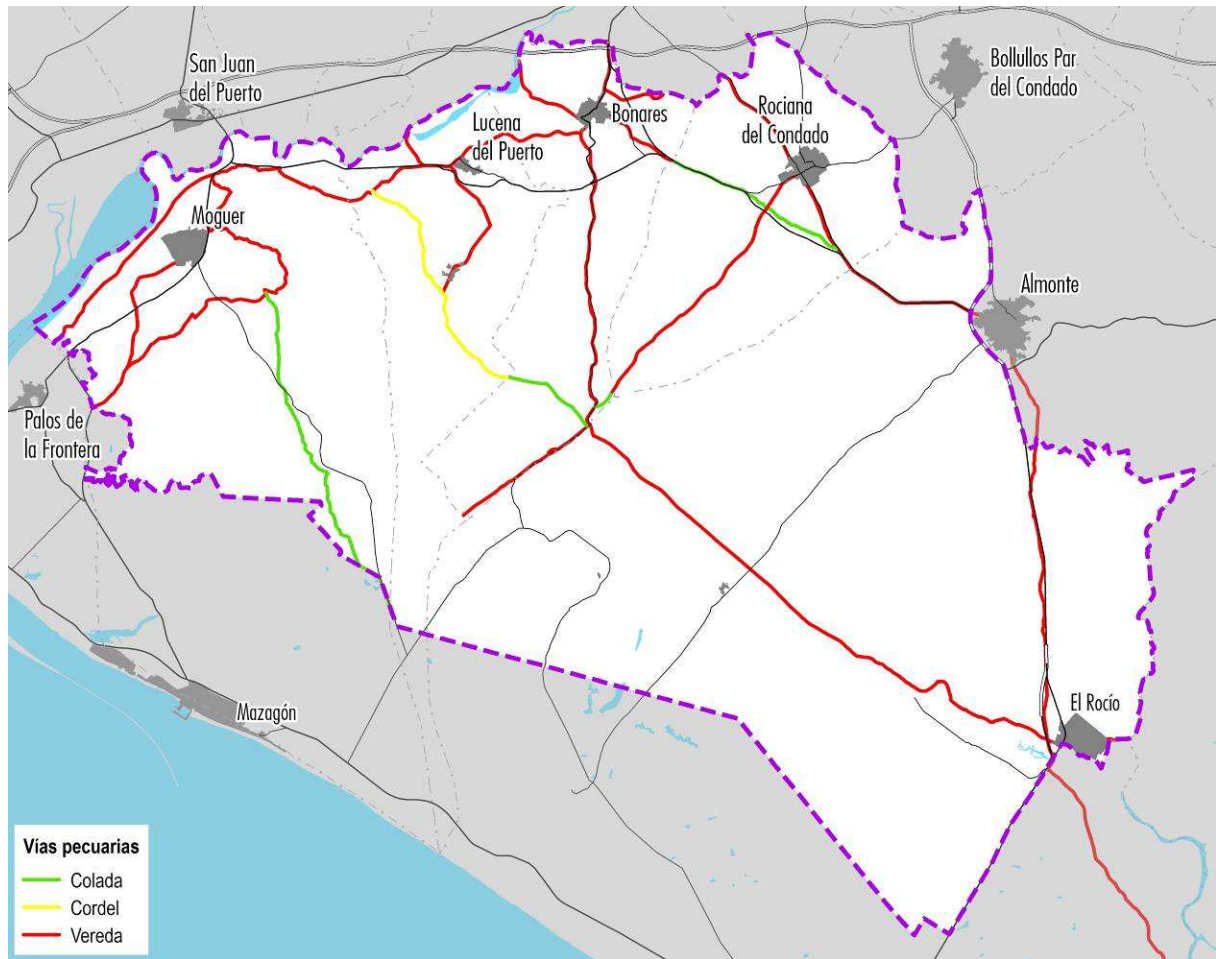 San Juan
del Puerto
Bollullos Par
del Condado
Bonares
Rociana
del Condado
Lucena
del Puerto
Moguer
Almonte
Palos de
la Frontera
El Rocío
Mazagón
Vías pecuarias
Colada
Cordel
Vereda